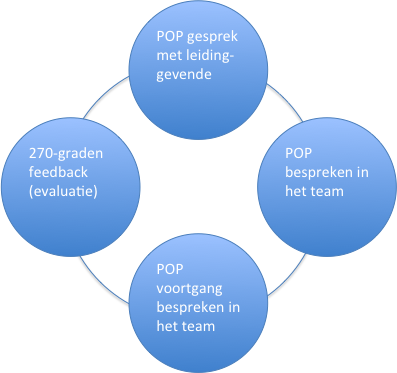 POP gesprek
met leiding-
gevende
270-graden
feedback
(evaluatie)
POP
bespreken in
het team
POP
voortgang
bespreken in
het team